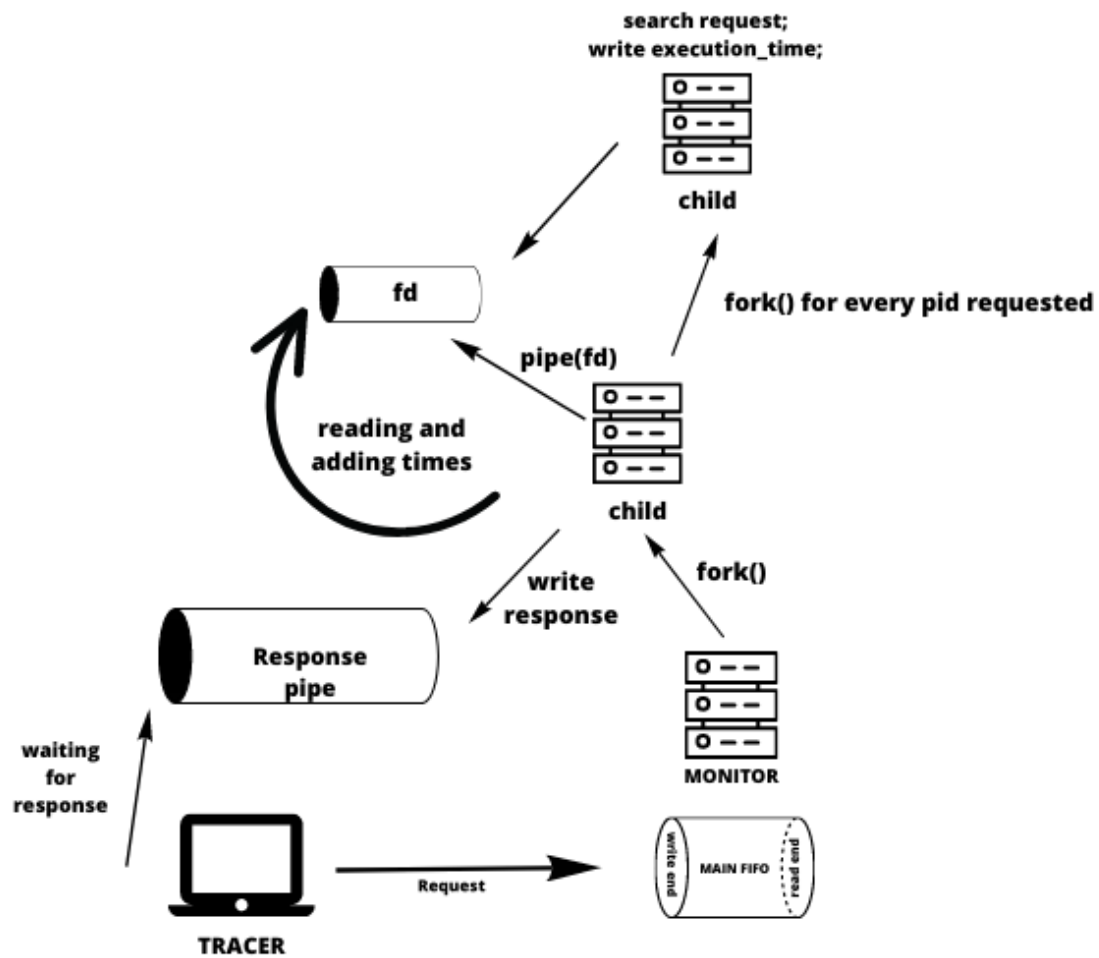 search request;
write execution_time;
child
fd
fork() for every pid requested
pipe(fd)
reading and
adding times
child
fork()
write
response
Response
pipe
waiting
for
response
MONITOR
write end
MAIN FIFO
read end
Request
TRACER